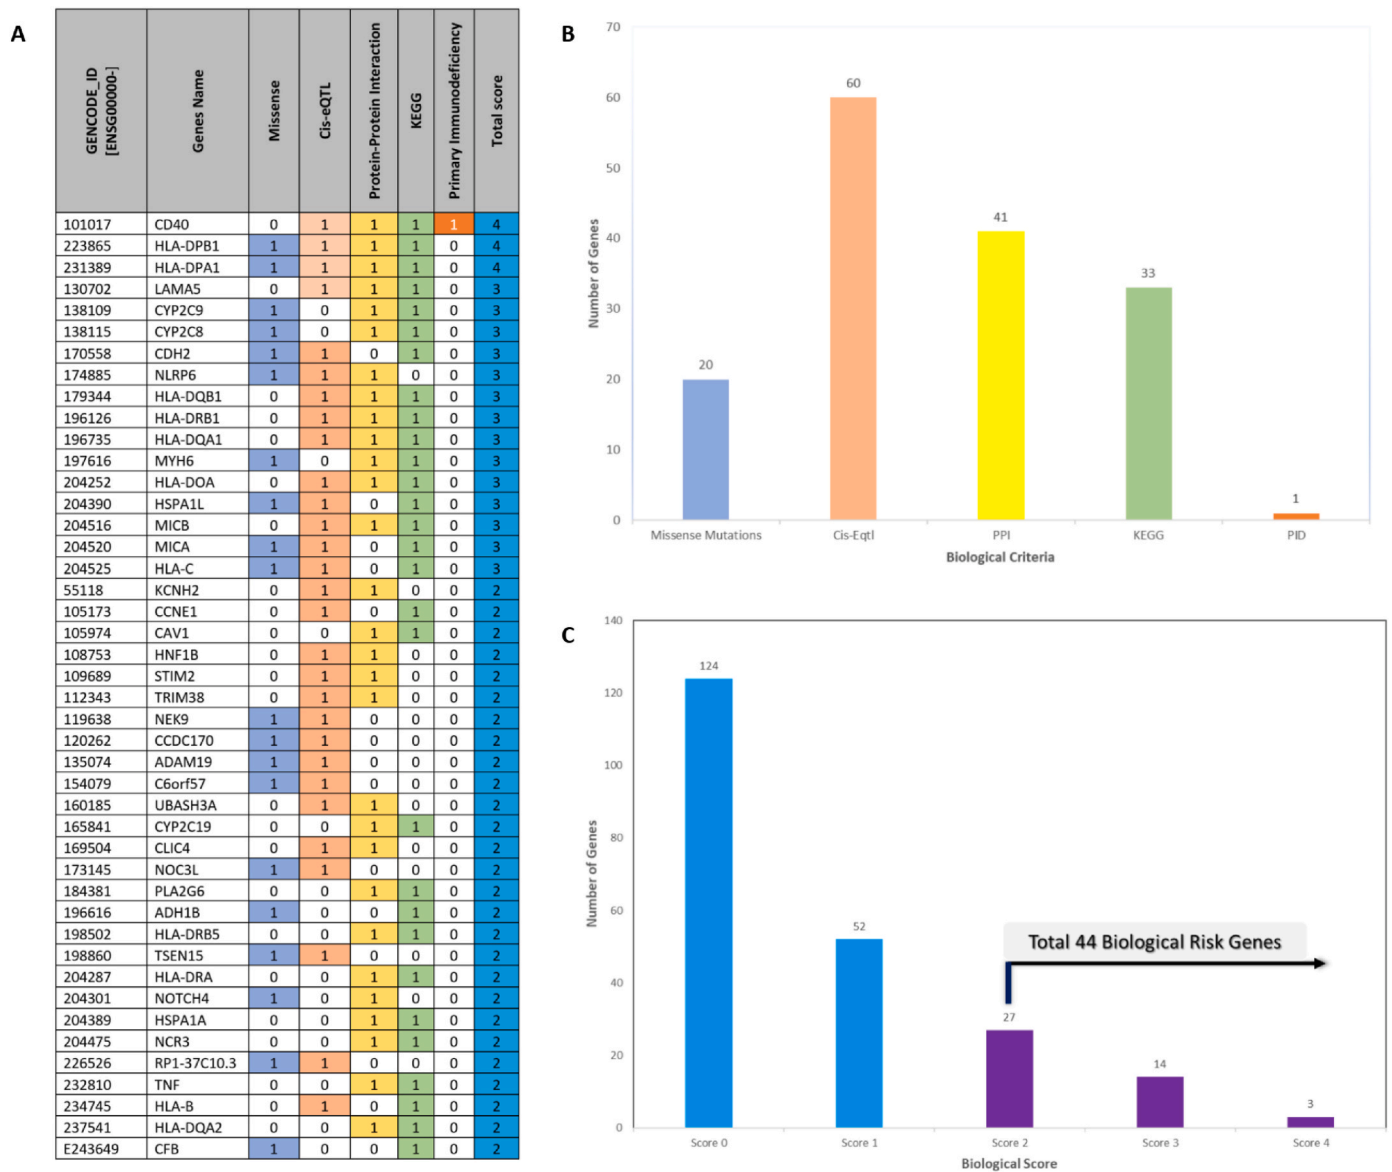 A
GENCODE_ID
[ENSG00000-]
Genes Name
Missense
Cis-eQTL
Protein-Protein Interaction
KEGG
Primary Immunodeficiency
Total score
101017 CD40 0 1 1 1 1 4
223865 HLA-DPB1 1 1 1 1 0 4
231389 HLA-DPA1 1 1 1 1 0 4
130702 LAMA5 0 1 1 1 0 3
138109 CYP2C9 1 0 1 1 0 3
138115 CYP2C8 1 0 1 1 0 3
170558 CDH2 1 1 0 1 0 3
174885 NLRP6 1 1 1 0 0 3
179344 HLA-DQB1 0 1 1 1 0 3
196126 HLA-DRB1 0 1 1 1 0 3
196735 HLA-DQA1 0 1 1 1 0 3
197616 MYH6 1 0 1 1 0 3
204252 HLA-DOA 0 1 1 1 0 3
204390 HSPA1L 1 1 0 1 0 3
204516 MICB 0 1 1 1 0 3
204520 MICA 1 1 0 1 0 3
204525 HLA-C 1 1 0 1 0 3
55118 KCNH2 0 1 1 0 0 2
105173 CCNE1 0 1 0 1 0 2
105974 CAV1 0 0 1 1 0 2
108753 HNF1B 0 1 1 0 0 2
109689 STIM2 0 1 1 0 0 2
112343 TRIM38 0 1 1 0 0 2
119638 NEK9 1 1 0 0 0 2
120262 CCDC170 1 1 0 0 0 2
135074 ADAM19 1 1 0 0 0 2
154079 C6orf57 1 1 0 0 0 2
160185 UBASH3A 0 1 1 0 0 2
165841 CYP2C19 0 0 1 1 0 2
169504 CLIC4 0 1 1 0 0 2
173145 NOC3L 1 1 0 0 0 2
184381 PLA2G6 0 0 1 1 0 2
196616 ADH1B 1 0 0 1 0 2
198502 HLA-DRB5 0 0 1 1 0 2
198860 TSEN15 1 1 0 0 0 2
204287 HLA-DRA 0 0 1 1 0 2
204301 NOTCH4 1 0 1 0 0 2
204389 HSPA1A 0 0 1 1 0 2
204475 NCR3 0 0 1 1 0 2
226526 RP1-37C10.3 1 1 0 0 0 2
232810 TNF 0 0 1 1 0 2
234745 HLA-B 0 1 0 1 0 2
237541 HLA-DQA2 0 0 1 1 0 2
E243649 CFB 1 0 0 1 0 2
B
Number of Genes
70
60
50
40
30
20
10
0
20
60
41
33
1
Missense Mutations Cis-Eqtl PPI KEGG PID
Biological Criteria
C
Number of Genes
140
120
100
80
60
40
20
0
124
52
27
14
3
Total 44 Biological Risk Genes
Score 0 Score 1 Score 2 Score 3 Score 4
Biological Score